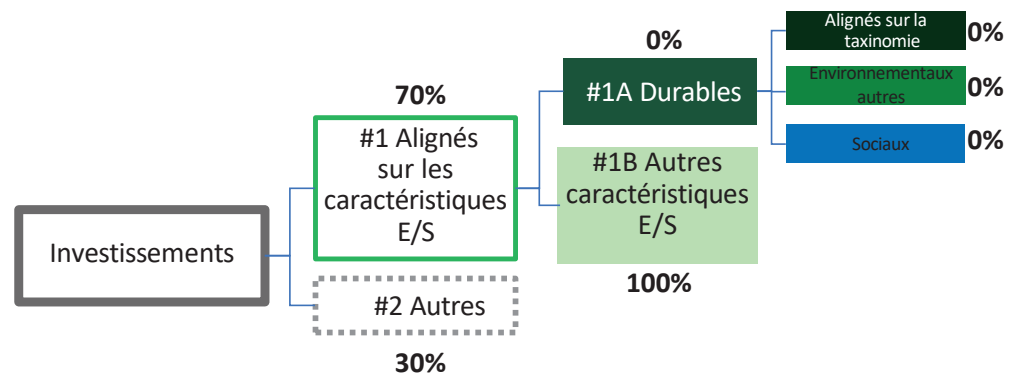 Investissements
70%
#1 Alignés
sur les
caractéristiques
E/S
#2 Autres
30%
0%
#1A Durables
#1B Autres
caractéristiques
E/S
100%
Alignés sur la
taxinomie
0%
Environnementaux
autres
0%
Sociaux
0%